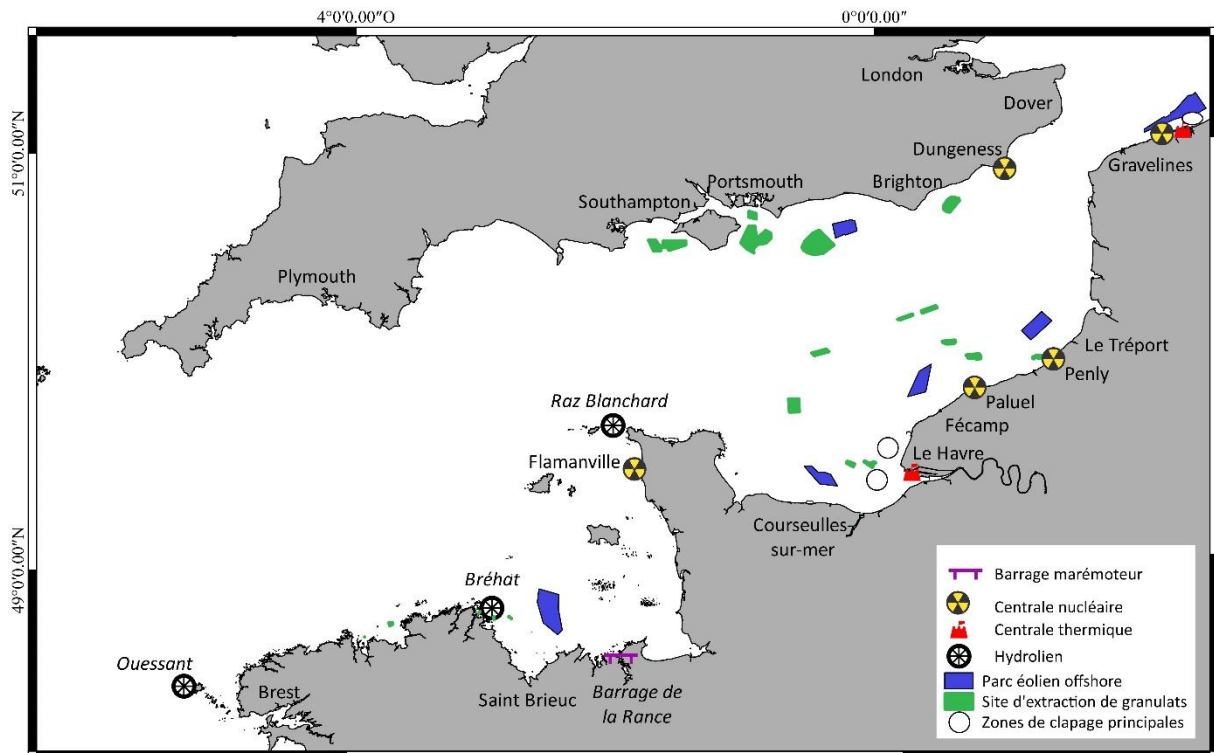 4°0'0.00"O
0°0'0.00"
51°0'0.00"N
49°0'0.00"N
London
Dover
Dungeness
Gravelines
Brighton
Portsmouth
Southampton
Plymouth
Le Tréport
Penly
Paluel
Fécamp
Le Havre
Raz Blanchard
Flamanville
Courseulles
sur-mer
Bréhat
Ouessant
Brest
Saint Brieuc
Barrage de
la Rance
Barrage marémoteur
Centrale nucléaire
Centrale thermique
Hydrolien
Parc éolien offshore
Site d'extraction de granulats
Zones de clapage principales